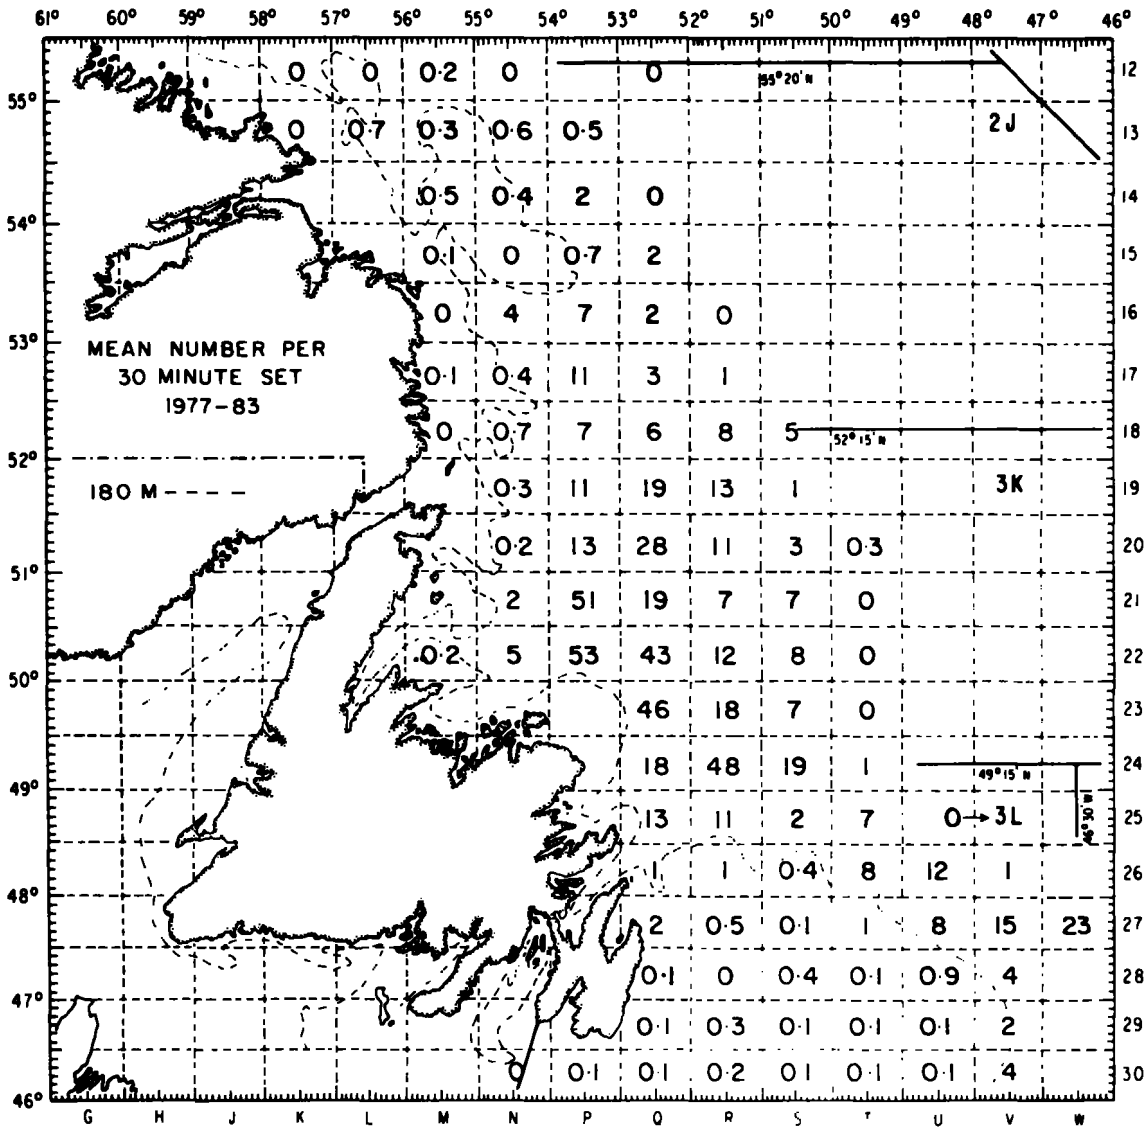 61° 60° 59° 58° 57° 56° 55° 54° 53° 52° 51° 50° 49° 48° 47° 46°
0 0 0·2 0 0 12
55°20'N
55°
0 0·7 0·3 0·6 0·5 2J 13
0·5 0·4 2 0 14
54°
0·1 0 0·7 2 15
0 4 7 2 0 16
53°
MEAN NUMBER PER
30 MINUTE SET
1977-83
0·1 0·4 11 3 1 17
0 0·7 7 6 8 5 52°15'N 18
52°
180 M ----
0·3 11 19 13 1 3K 19
0·2 13 28 11 3 0·3 20
51°
2 51 19 7 7 0 21
0·2 5 53 43 12 8 0 22
50°
46 18 7 0 23
18 48 19 1 24
49°15'N
49°
46°30'W
13 11 2 7 0→3L 25
1 1 0·4 8 12 1 26
48°
2 0·5 0·1 1 8 15 23 27
0·1 0 0·4 0·1 0·9 4 28
47°
0·1 0·3 0·1 0·1 0·1 2 29
0 0·1 0·1 0·2 0·1 0·1 0·1 4 30
46°
G H J K L M N P Q R S T U V W